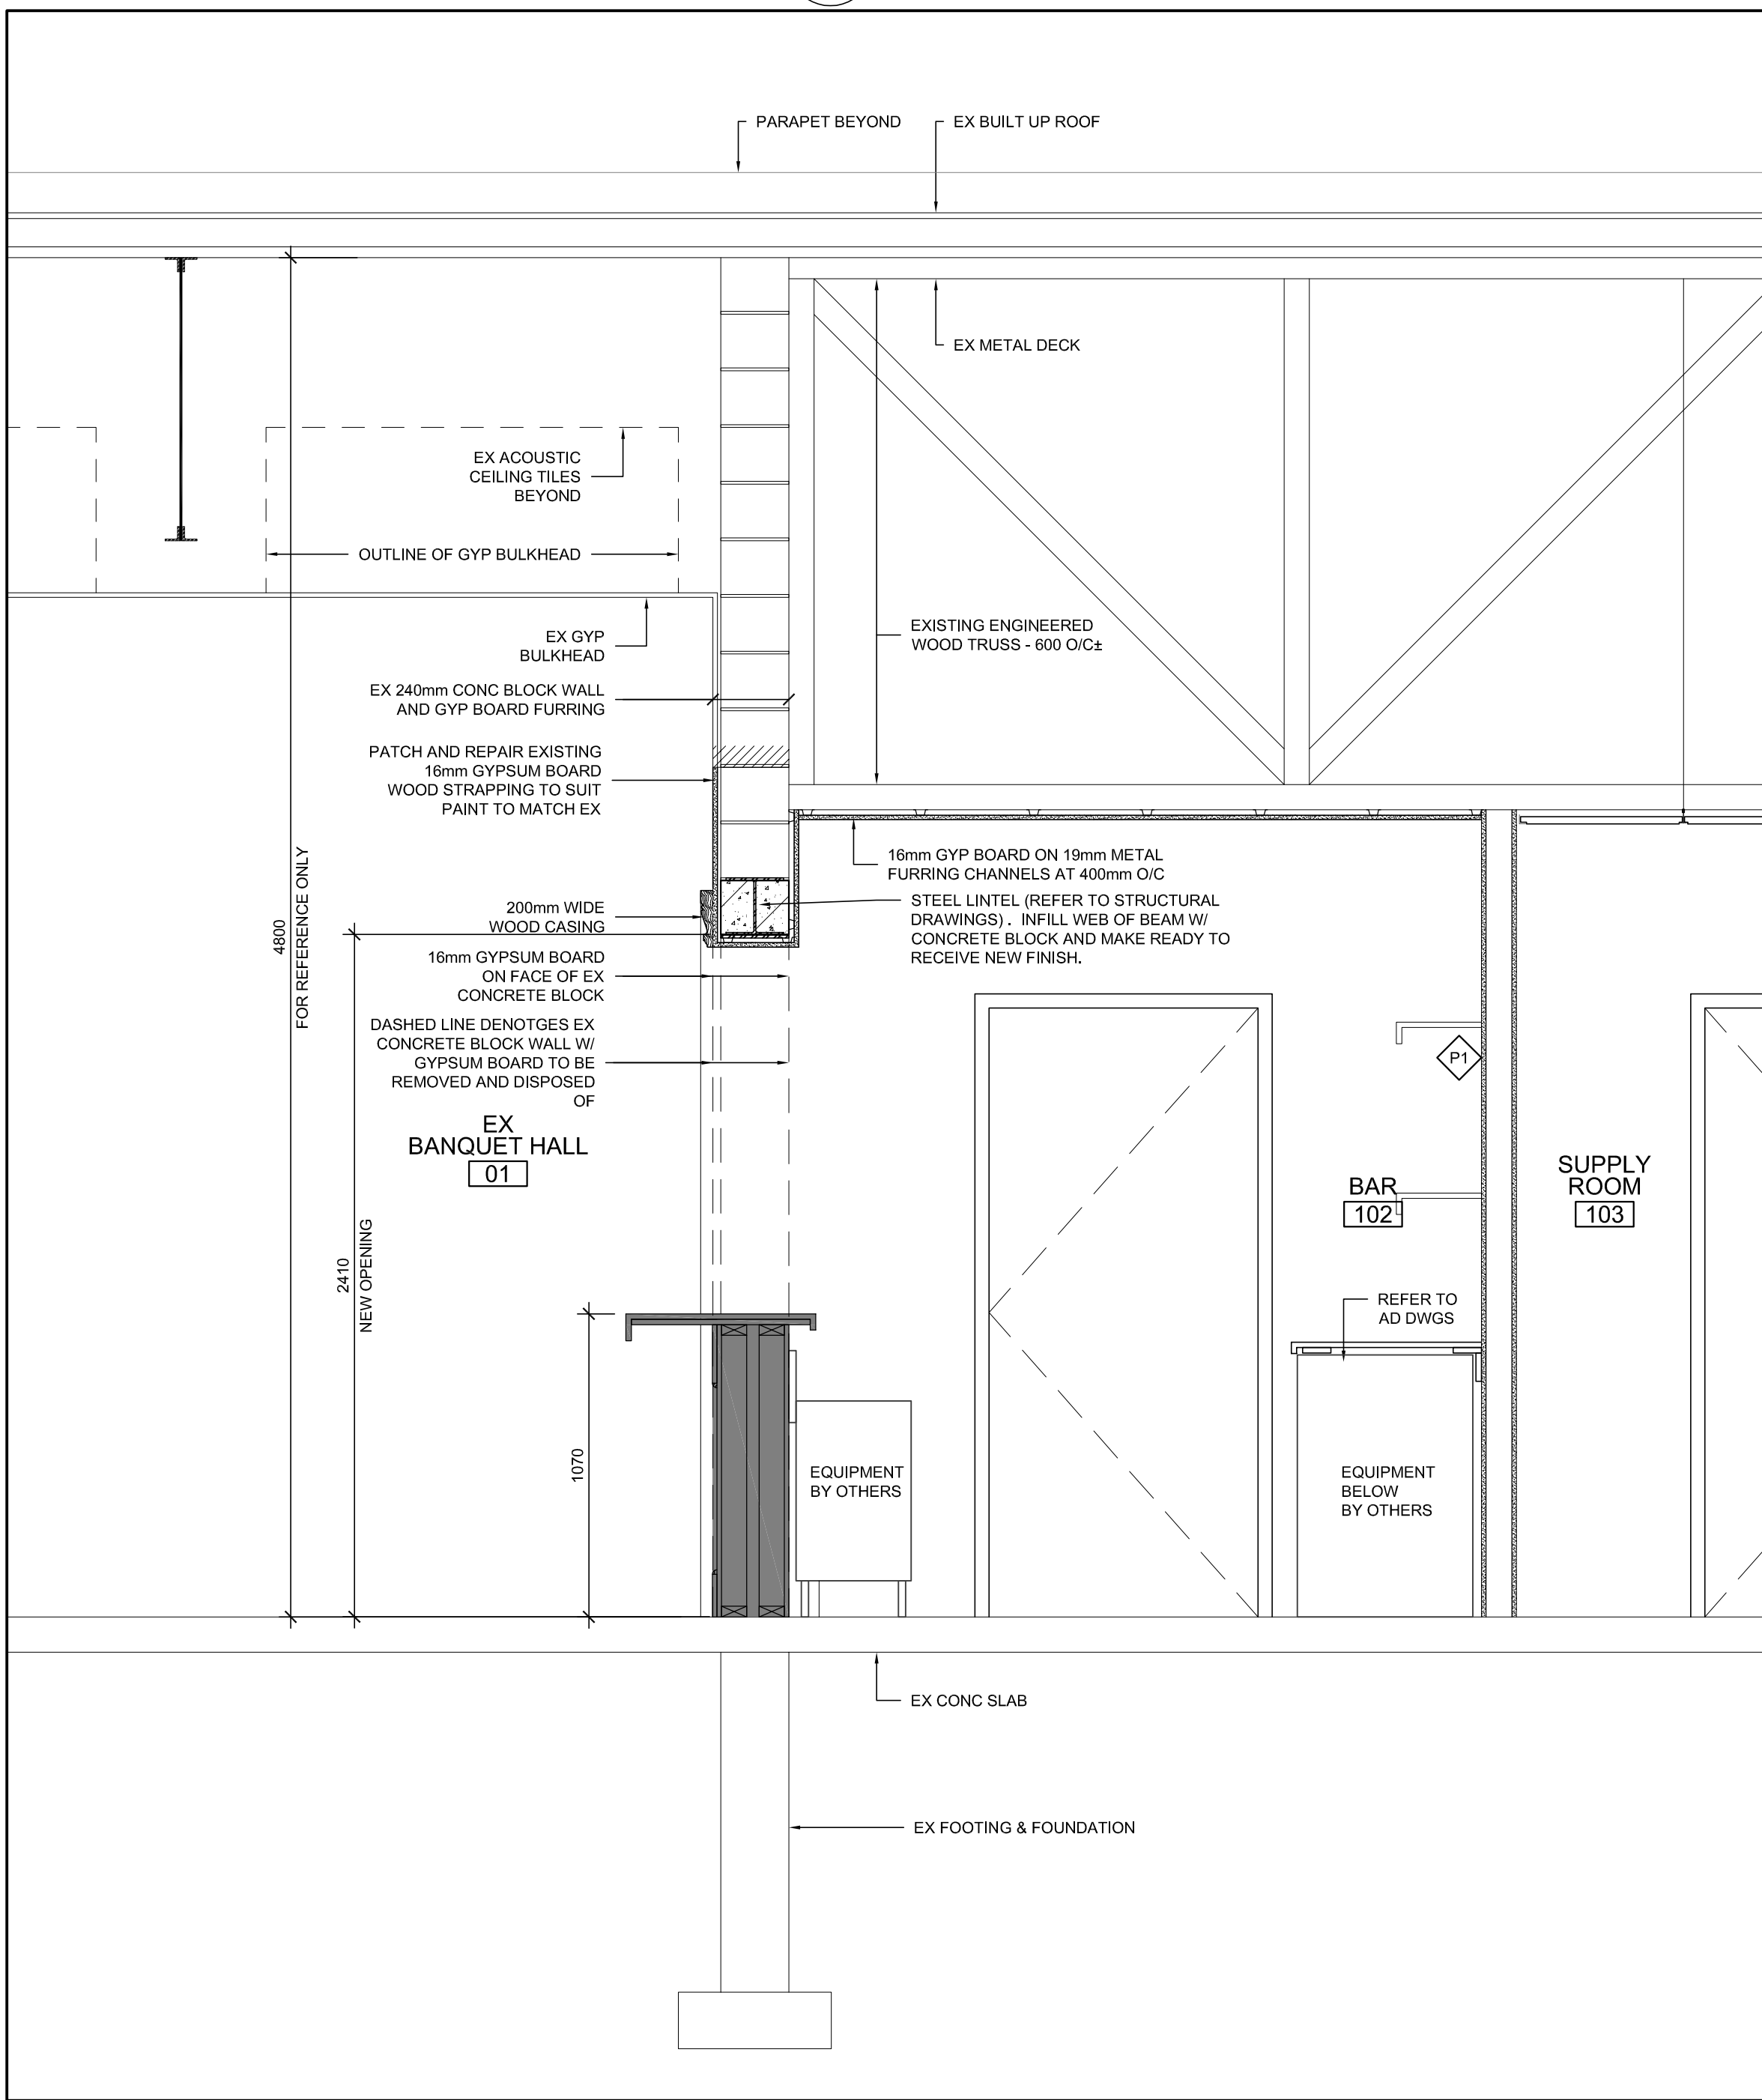 PARAPET BEYOND
EX BUILT UP ROOF
EX METAL DECK
EX ACOUSTIC
CEILING TILES
BEYOND
OUTLINE OF GYP BULKHEAD
EX GYP
BULKHEAD
EXISTING ENGINEERED
WOOD TRUSS - 600 O/C±
EX 240mm CONC BLOCK WALL
AND GYP BOARD FURRING
PATCH AND REPAIR EXISTING
16mm GYPSUM BOARD
WOOD STRAPPING TO SUIT
PAINT TO MATCH EX
16mm GYP BOARD ON 19mm METAL
FURRING CHANNELS AT 400mm O/C
STEEL LINTEL (REFER TO STRUCTURAL
DRAWINGS). INFILL WEB OF BEAM W/
CONCRETE BLOCK AND MAKE READY TO
RECEIVE NEW FINISH.
200mm WIDE
WOOD CASING
4800
FOR REFERENCE ONLY
16mm GYPSUM BOARD
ON FACE OF EX
CONCRETE BLOCK
DASHED LINE DENOTGES EX
CONCRETE BLOCK WALL W/
GYPSUM BOARD TO BE
REMOVED AND DISPOSED
OF
P1
EX
BANQUET HALL
01
BAR
102
SUPPLY
ROOM
103
2410
NEW OPENING
REFER TO
AD DWGS
1070
EQUIPMENT
BY OTHERS
EQUIPMENT
BELOW
BY OTHERS
EX CONC SLAB
EX FOOTING & FOUNDATION